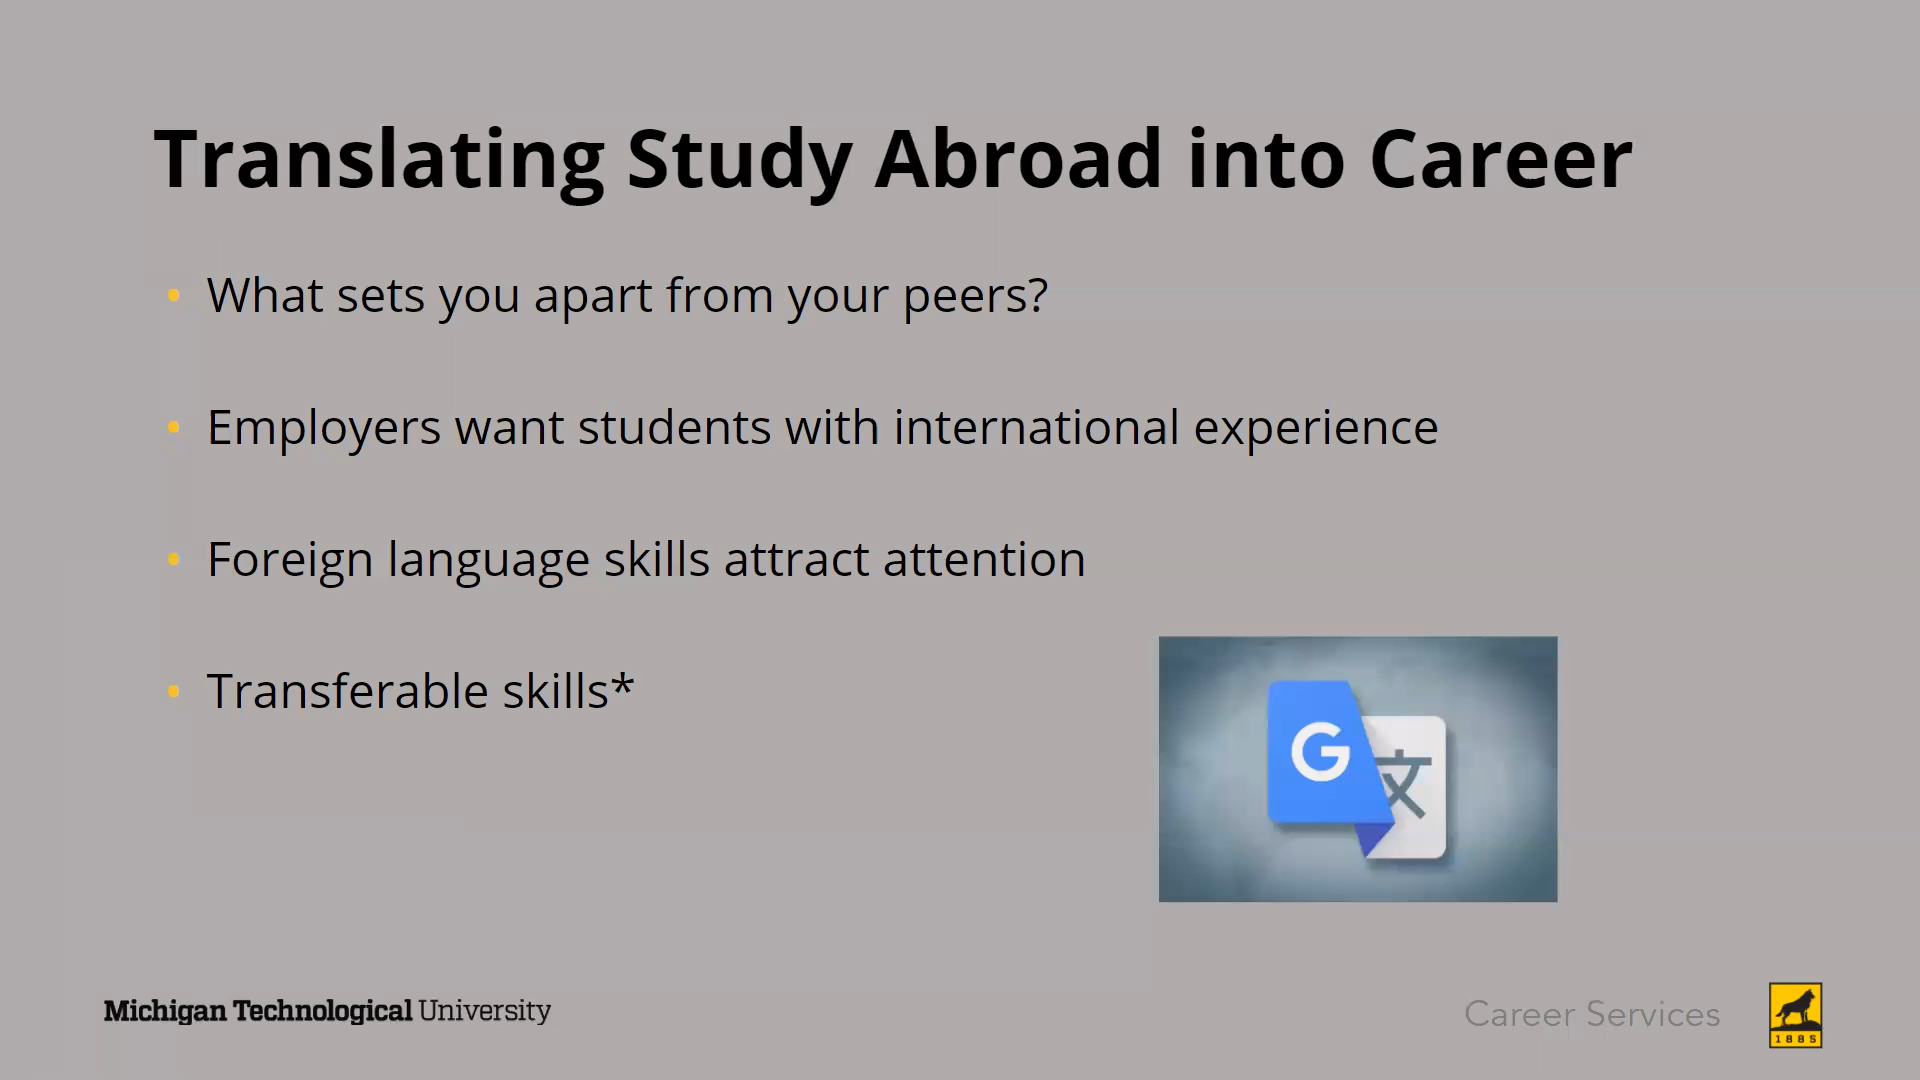 Translating Study Abroad into Career
• What sets you apart from your peers?
• Employers want students with international experience
• Foreign language skills attract attention
• Transferable skills*
G 文
Michigan Technological University
Career Services
1885